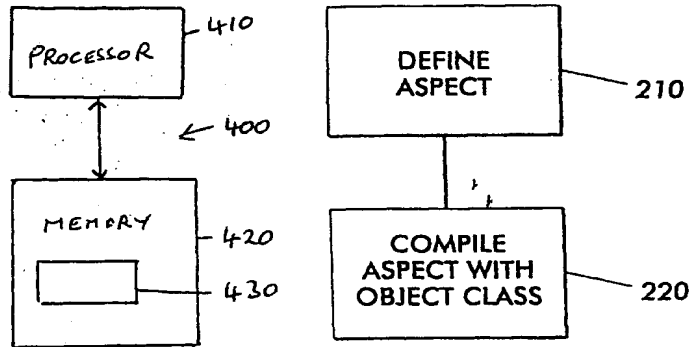 PROCESSOR
410
400
MEMORY
420
430
DEFINE
ASPECT
210
COMPILE
ASPECT WITH
OBJECT CLASS
220